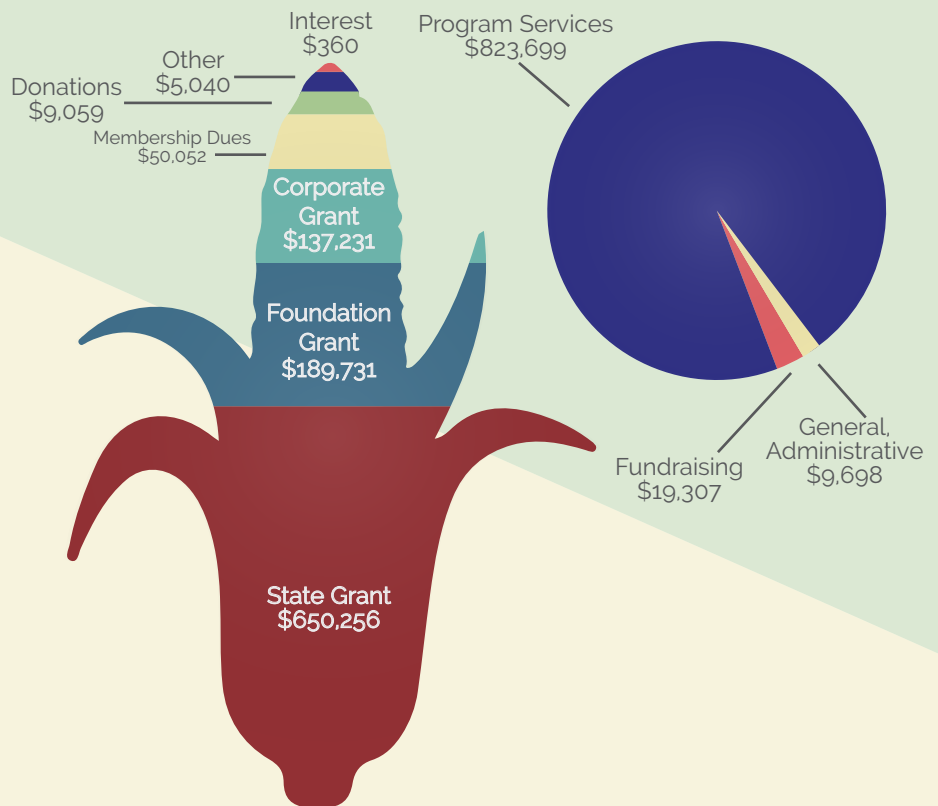 Interest
$360
Other
$5,040
Donations
$9,059
Membership Dues
$50,052
Corporate
Grant
$137,231
Foundation
Grant
$189,731
State Grant
$650,256
Program Services
$823,699
Fundraising
$19,307
General,
Administrative
$9,698